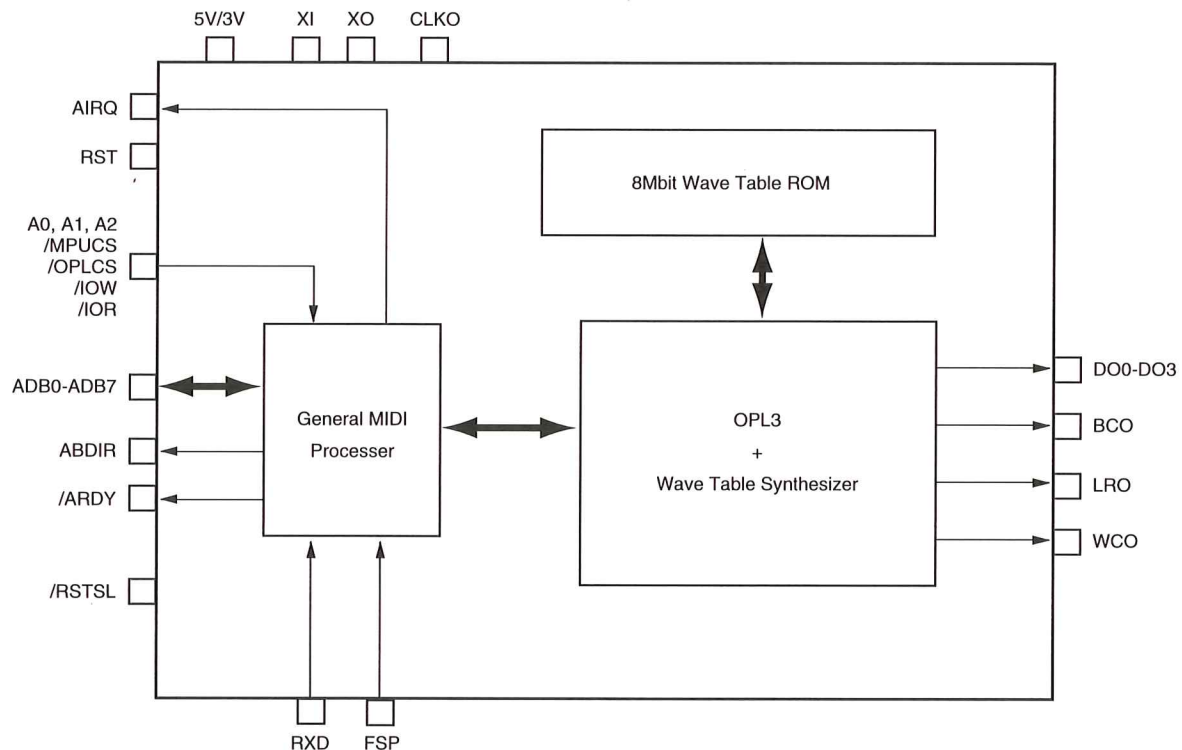 5V/3V
XI
XO
CLKO
AIRQ
RST
A0, A1, A2
/MPUCS
/OPLCS
/IOW
/IOR
ADB0-ADB7
ABDIR
/ARDY
/RSTSL
8Mbit Wave Table ROM
General MIDI
Processer
OPL3
+
Wave Table Synthesizer
DO0-DO3
BCO
LRO
WCO
RXD
FSP